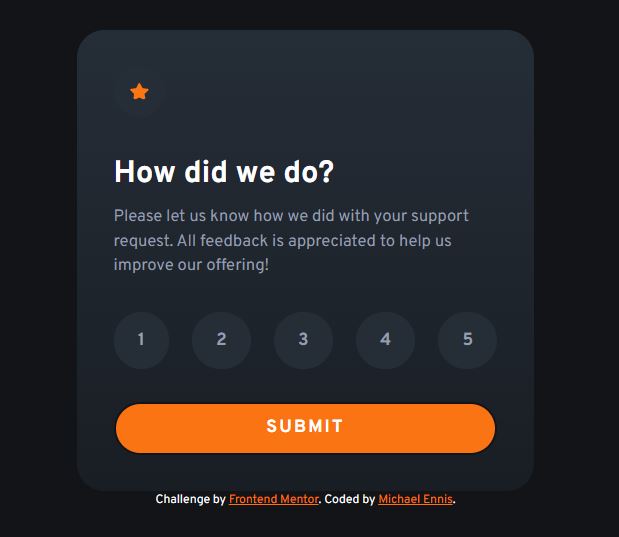 How did we do?
Please let us know how we did with your support
request. All feedback is appreciated to help us
improve our offering!
1 2 3 4 5
SUBMIT
Challenge by Frontend Mentor. Coded by Michael Ennis.